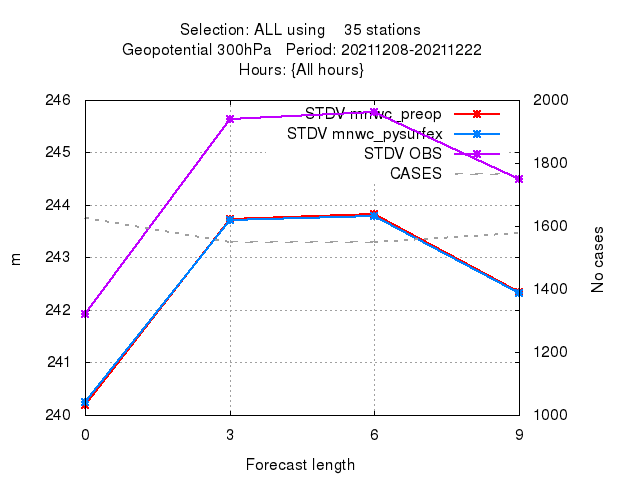 Selection: ALL using 35 stations
Geopotential 300hPa Period: 20211208-20211222
Hours: {All hours}
246 2000
STDV mnwc_preop
STDV mnwc_pysurfex
245 STDV OBS 1800
CASES
244
1600
243
m No cases
1400
242
1200
241
240 1000
0 3 6 9
Forecast length